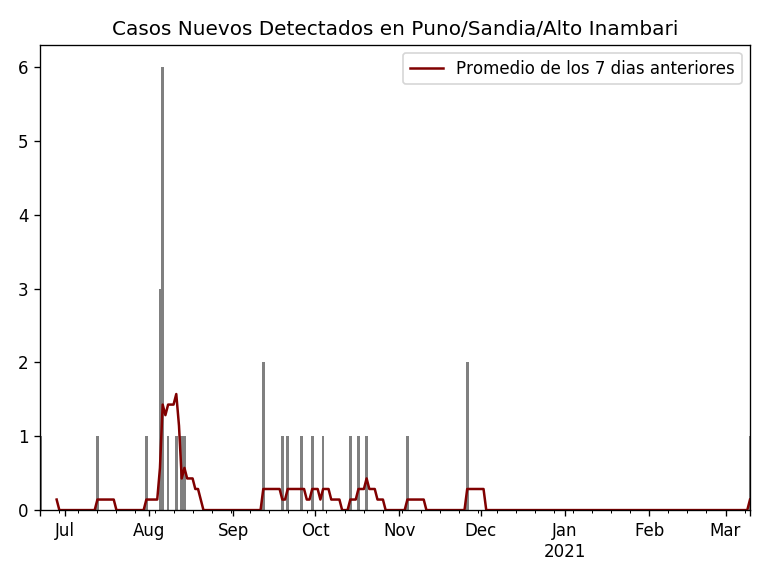 Casos Nuevos Detectados en Puno/Sandia/Alto Inambari
Promedio de los 7 dias anteriores
6
5
4
3
2
1
0
Jul Aug Sep Oct Nov Dec Jan Feb Mar
2021